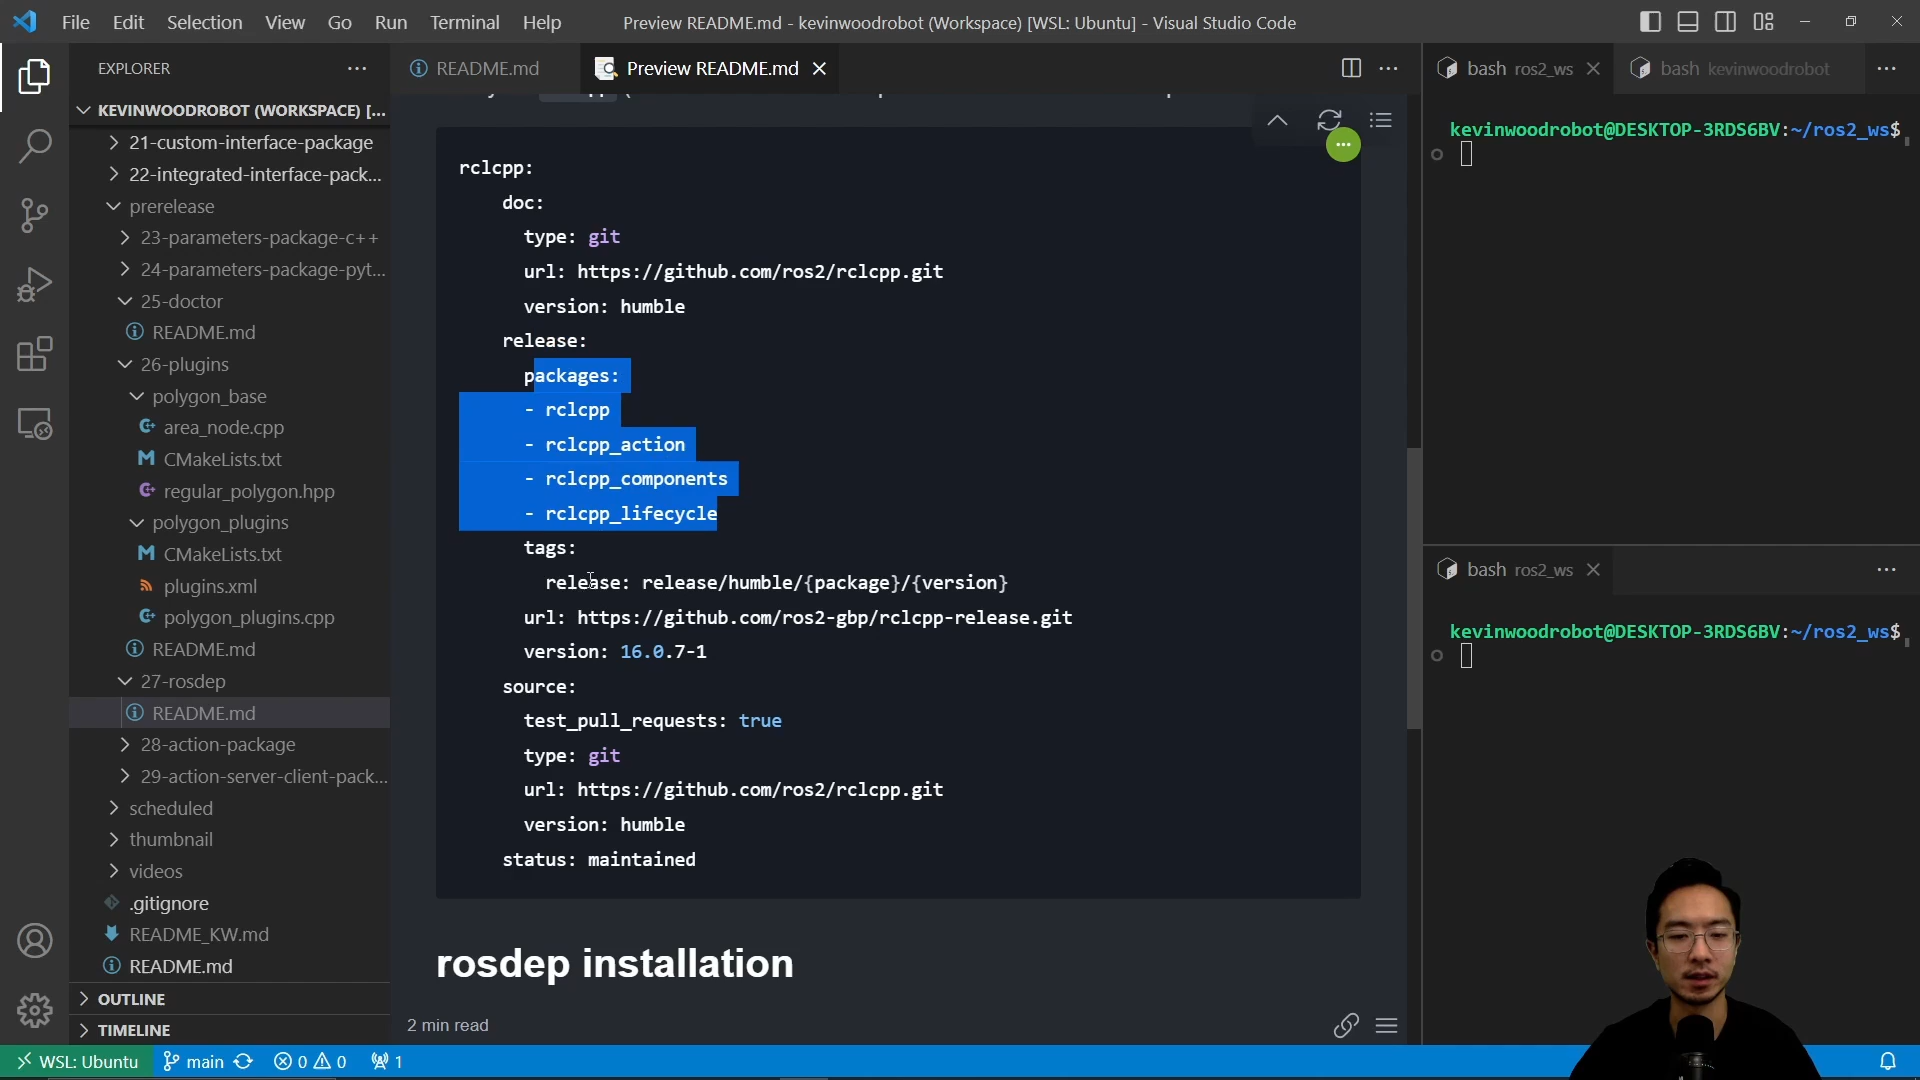 File Edit Selection View Go Run Terminal Help
Preview README.md - kevinwoodrobot (Workspace) [WSL: Ubuntu] - Visual Studio Code
EXPLORER
KEVINWOODROBOT (WORKSPACE) [...
21-custom-interface-package
22-integrated-interface-pack...
prerelease
23-parameters-package-c++
24-parameters-package-pyt...
25-doctor
README.md
26-plugins
polygon_base
area_node.cpp
CMakeLists.txt
regular_polygon.hpp
polygon_plugins
CMakeLists.txt
plugins.xml
polygon_plugins.cpp
README.md
27-rosdep
README.md
28-action-package
29-action-server-client-pack...
scheduled
thumbnail
videos
.gitignore
README_KW.md
README.md
OUTLINE
TIMELINE
README.md
Preview README.md
rclcpp:
doc:
type: git
url: https://github.com/ros2/rclcpp.git
version: humble
release:
packages:
- rclcpp
- rclcpp_action
- rclcpp_components
- rclcpp_lifecycle
tags:
release: release/humble/{package}/{version}
url: https://github.com/ros2-gbp/rclcpp-release.git
version: 16.0.7-1
source:
test_pull_requests: true
type: git
url: https://github.com/ros2/rclcpp.git
version: humble
status: maintained
rosdep installation
2 min read
bash ros2_ws
bash kevinwoodrobot
kevinwoodrobot@DESKTOP-3RDS6BV:~/ros2_ws$
bash ros2_ws
kevinwoodrobot@DESKTOP-3RDS6BV:~/ros2_ws$
WSL: Ubuntu main 0 0 1